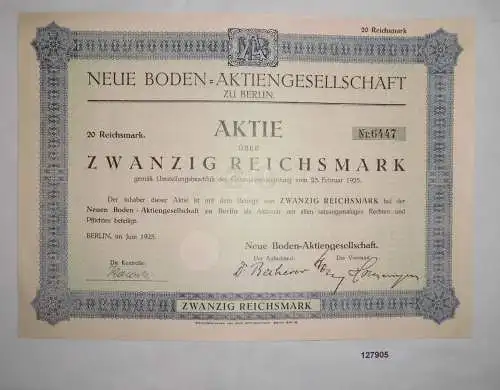 20 Reichsmark
NEUE BODEN=AKTIENGESELLSCHAFT
ZU BERLIN.
20 Reichsmark.
AKTIE
Nr. 6447
ÜBER
ZWANZIG REICHSMARK
gemäß Umstellungsbeschluß der Generalversammlung vom 25. Februar 1925.
Der Inhaber dieser Aktie ist mit dem Betrage von ZWANZIG REICHSMARK bei der
Neuen Boden-Aktiengesellschaft zu Berlin als Aktionär mit allen satzungsmäßigen Rechten und
Pflichten beteiligt.
BERLIN, im Juni 1925.
Neue Boden-Aktiengesellschaft.
Die Kontrolle:
Der Aufsichtsrat:
Der Vorstand:
ZWANZIG REICHSMARK
127905